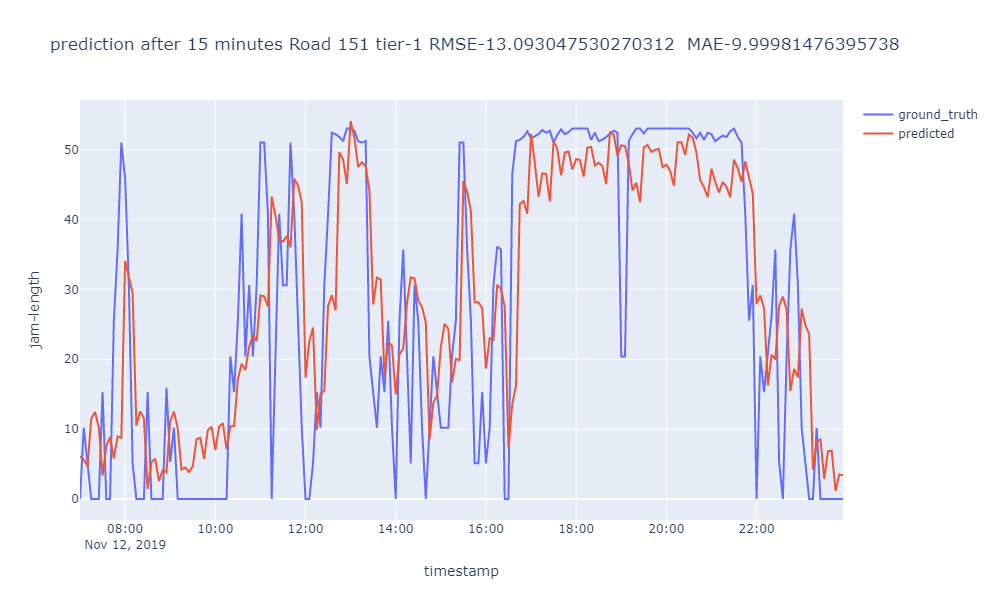 prediction after 15 minutes Road 151 tier-1 RMSE-13.093047530270312  MAE-9.99981476395738
ground_truth
predicted
jam-length
50
40
30
20
10
0
08:00 10:00 12:00 14:00 16:00 18:00 20:00 22:00
Nov 12, 2019
timestamp